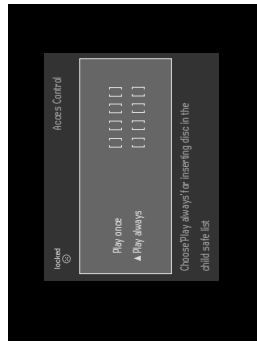 locked Acces Control
Play once [ ] [ ] [ ] [ ]
▲ Play always [ ] [ ] [ ] [ ]
Choose'Play always'for inserting disc in the
child safe list